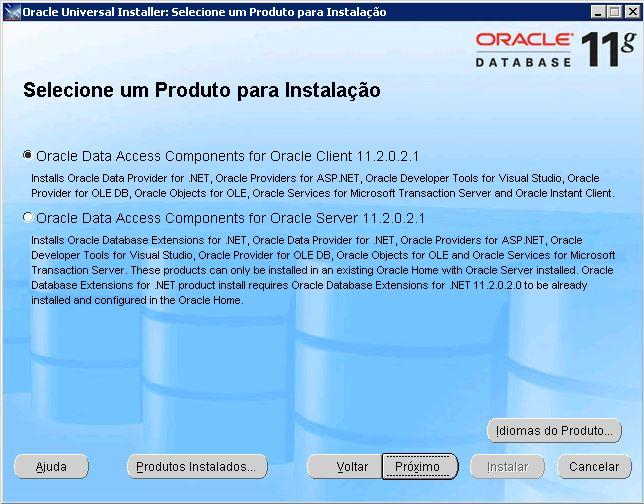 Oracle Universal Installer: Selecione um Produto para Instalação
ORACLE
DATABASE 11g
Selecione um Produto para Instalação
Oracle Data Access Components for Oracle Client 11.2.0.2.1
Installs Oracle Data Provider for .NET, Oracle Providers for ASP.NET, Oracle Developer Tools for Visual Studio, Oracle
Provider for OLE DB, Oracle Objects for OLE, Oracle Services for Microsoft Transaction Server and Oracle Instant Client.
Oracle Data Access Components for Oracle Server 11.2.0.2.1
Installs Oracle Database Extensions for .NET, Oracle Data Provider for .NET, Oracle Providers for ASP.NET, Oracle
Developer Tools for Visual Studio, Oracle Provider for OLE DB, Oracle Objects for OLE and Oracle Services for Microsoft
Transaction Server. These products can only be installed in an existing Oracle Home with Oracle Server installed. Oracle
Database Extensions for .NET product install requires Oracle Database Extensions for .NET 11.2.0.2.0 to be already
installed and configured in the Oracle Home.
Idiomas do Produto...
Ajuda Produtos Instalados... Voltar Próximo Instalar Cancelar